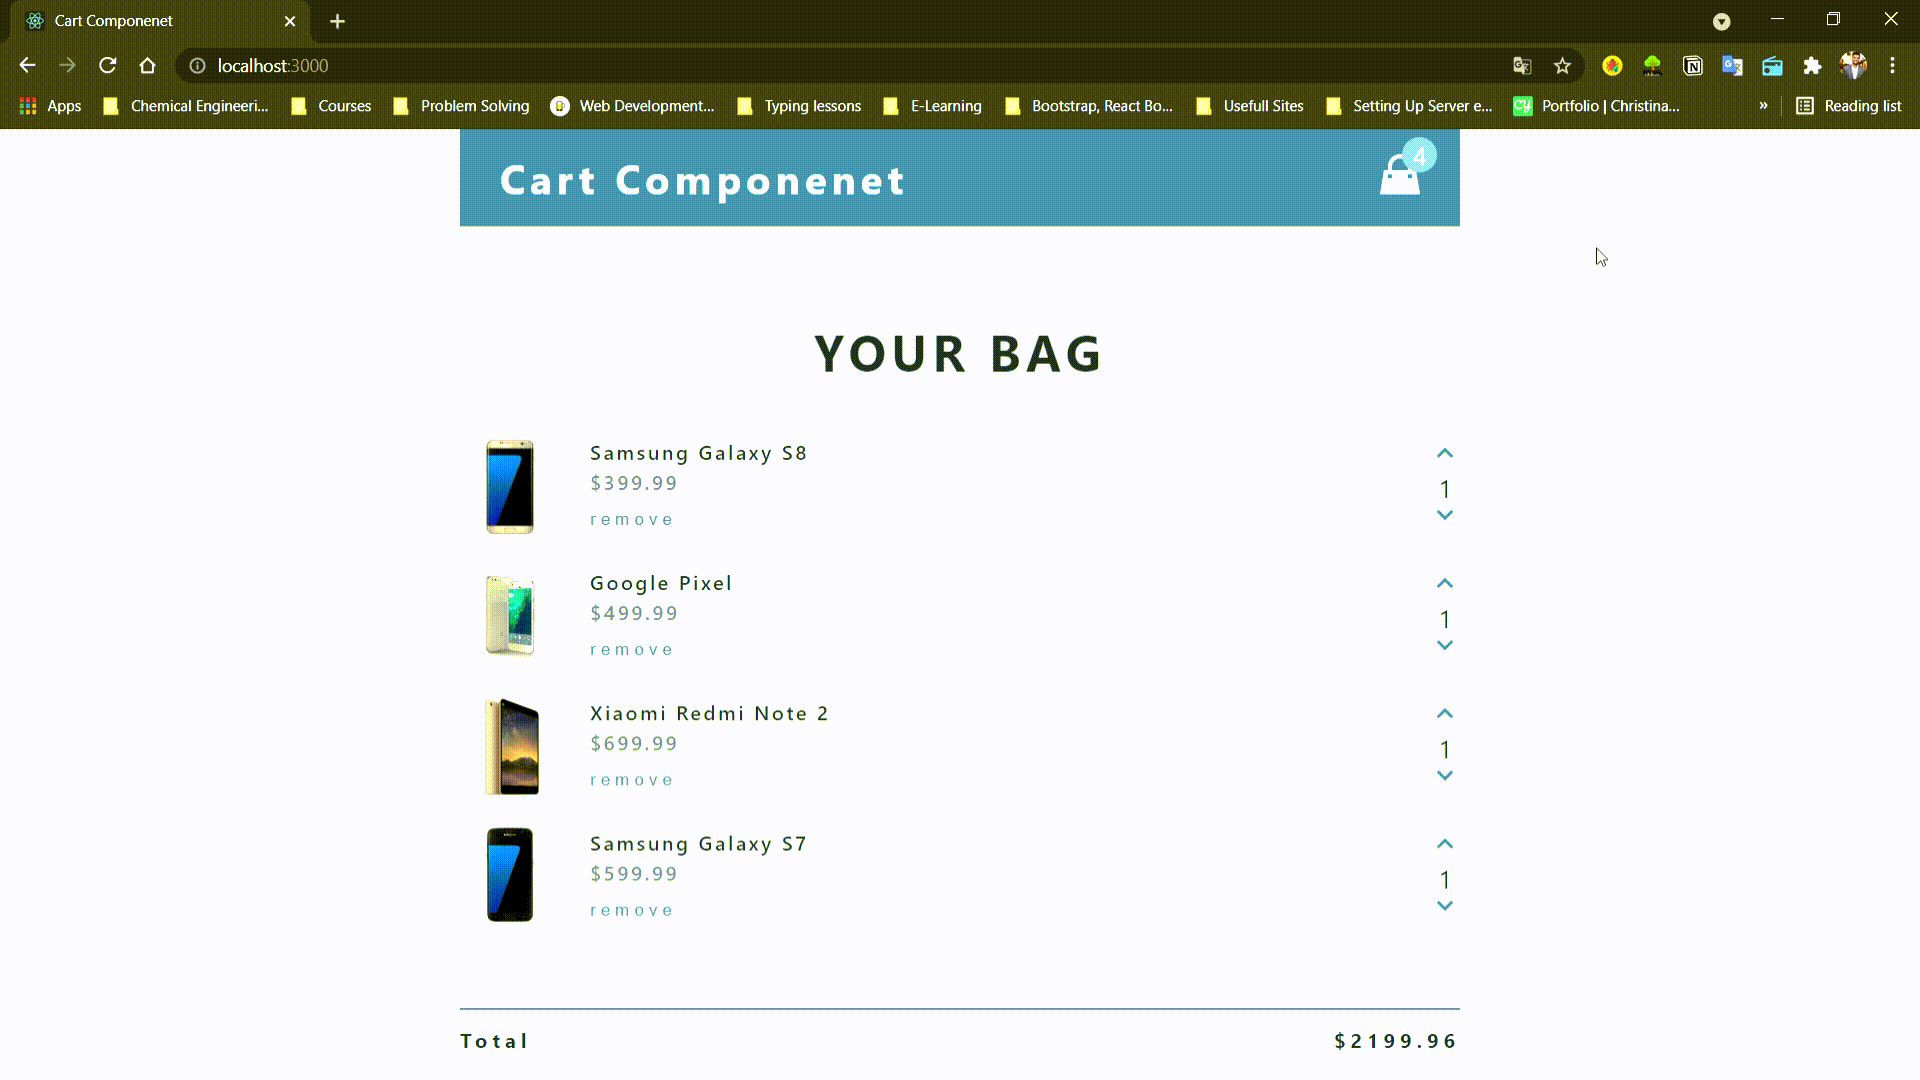 Cart Componenet
localhost:3000
Apps Chemical Engineeri... Courses Problem Solving Web Development... Typing lessons E-Learning Bootstrap, React Bo... Usefull Sites Setting Up Server e... Portfolio | Christina... » Reading list
Cart Componenet 4
YOUR BAG
Samsung Galaxy S8
$399.99
1
remove
Google Pixel
$499.99
1
remove
Xiaomi Redmi Note 2
$699.99
1
remove
Samsung Galaxy S7
$599.99
1
remove
Total $2199.96